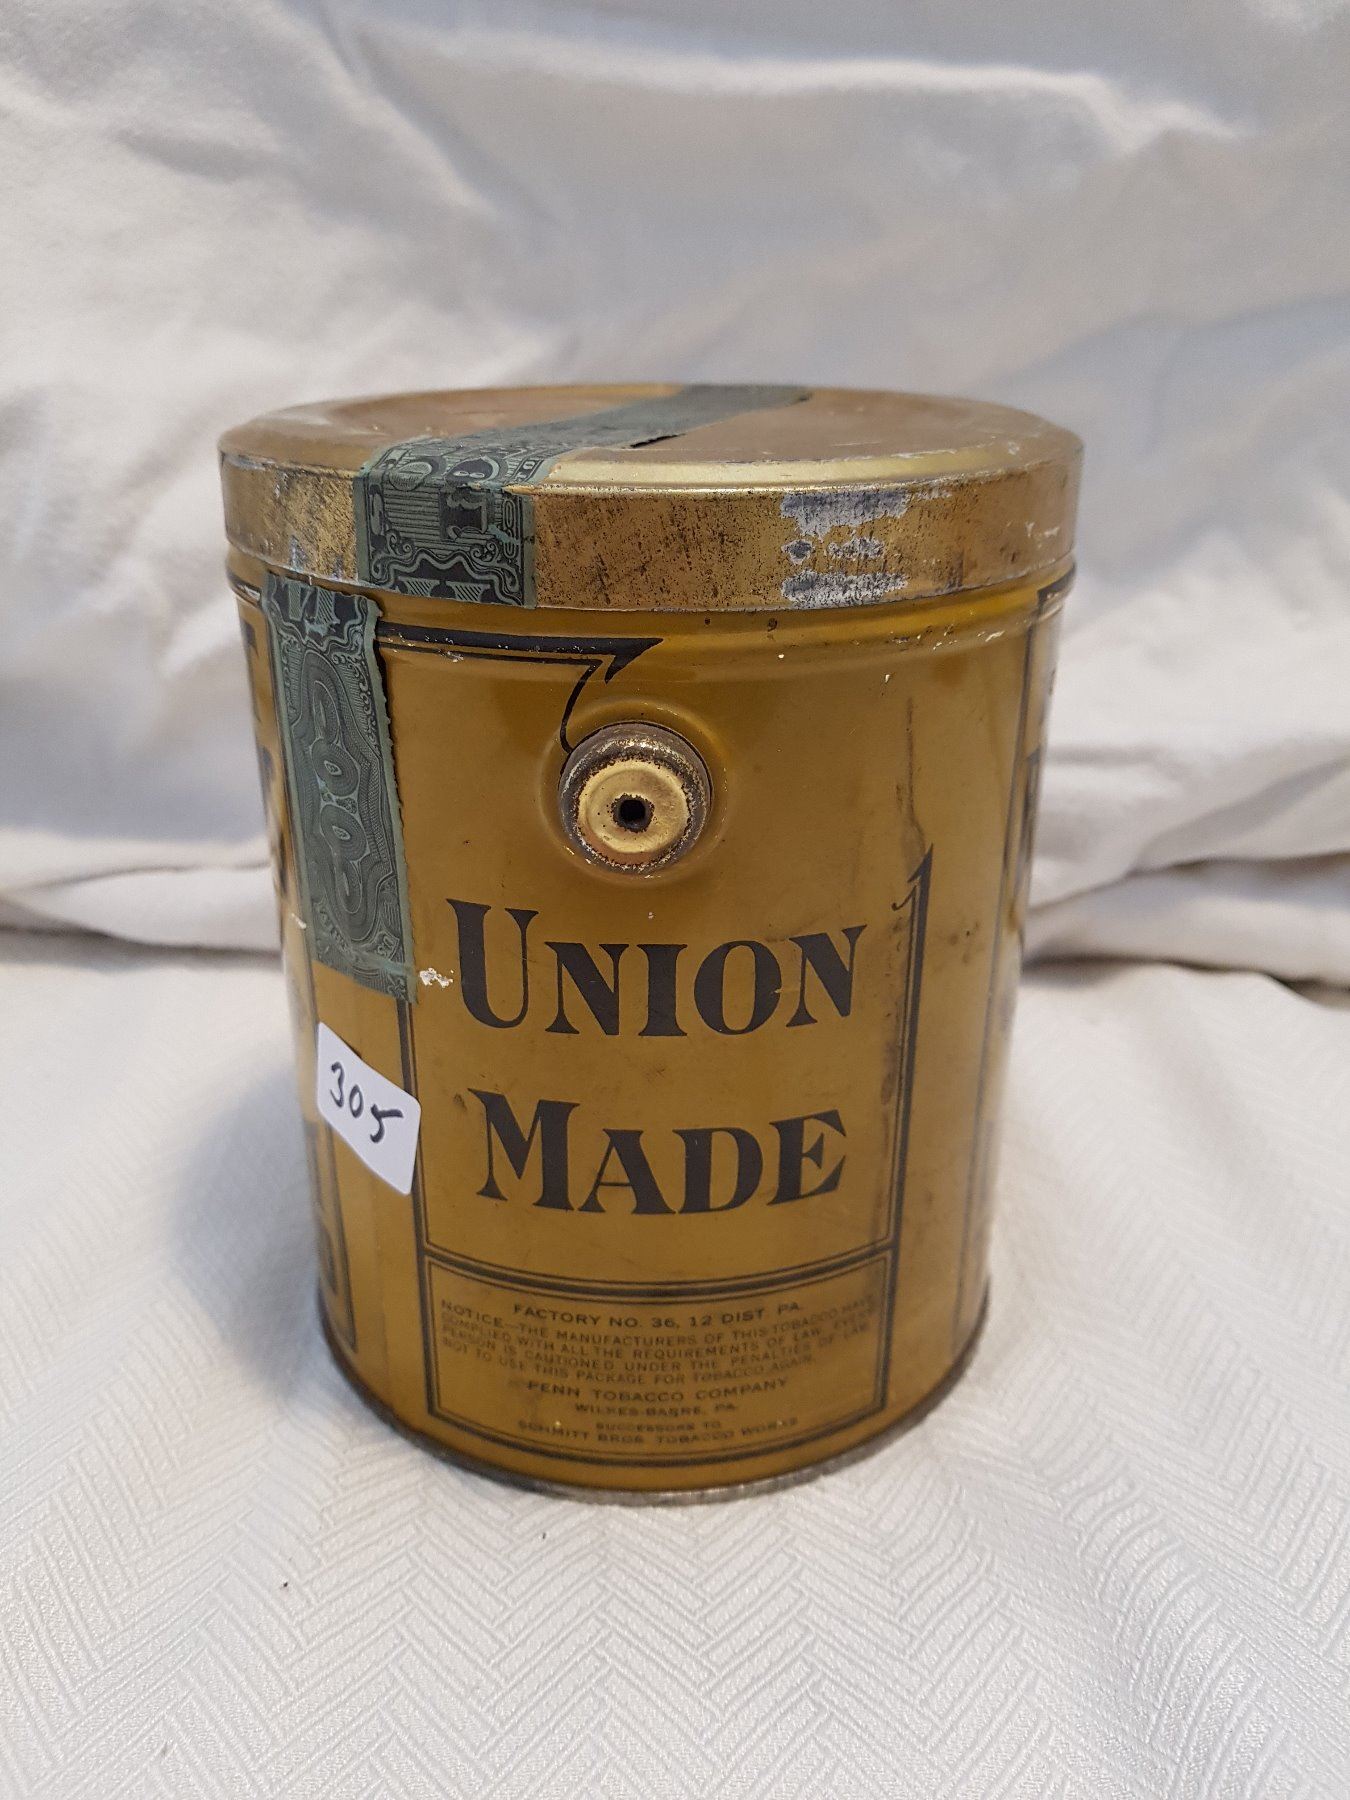 UNION
MADE
305
FACTORY NO. 36, 12 DIST. PA.
NOTICE—THE MANUFACTURERS OF THIS TOBACCO HAVE
COMPLIED WITH ALL THE REQUIREMENTS OF LAW. EVERY
PERSON IS CAUTIONED UNDER THE PENALTIES OF LAW
NOT TO USE THIS PACKAGE FOR TOBACCO AGAIN.
PENN TOBACCO COMPANY
WILKES-BARRE, PA.
SUCCESSORS TO
SCHMITT BROS. TOBACCO WORKS